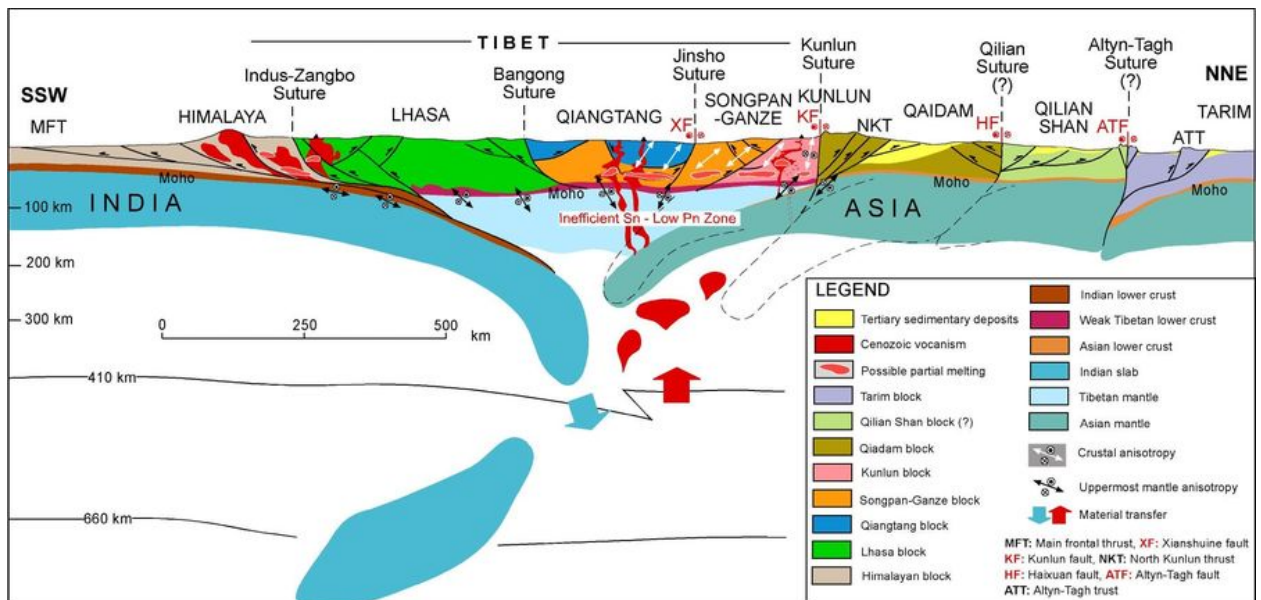 TIBET
SSW
MFT
HIMALAYA
Indus-Zangbo
Suture
LHASA
Bangong
Suture
QIANGTANG
Jinsho
Suture
XF
SONGPAN
-GANZE
Kunlun
Suture
KUNLUN
KF
NKT
QAIDAM
Qilian
Suture
(?)
HF
QILIAN
SHAN
Altyn-Tagh
Suture
(?)
ATF
ATT
NNE
TARIM
Moho
Moho
Moho
Moho
INDIA
ASIA
Inefficient Sn - Low Pn Zone
100 km
200 km
300 km
0
250
500
km
410 km
660 km
LEGEND
Tertiary sedimentary deposits
Cenozoic vocanism
Possible partial melting
Tarim block
Qilian Shan block (?)
Qiadam block
Kunlun block
Songpan-Ganze block
Qiangtang block
Lhasa block
Himalayan block
Indian lower crust
Weak Tibetan lower crust
Asian lower crust
Indian slab
Tibetan mantle
Asian mantle
Crustal anisotropy
Uppermost mantle anisotropy
Material transfer
MFT: Main frontal thrust, XF: Xianshuine fault
KF: Kunlun fault, NKT: North Kunlun thrust
HF: Haixuan fault, ATF: Altyn-Tagh fault
ATT: Altyn-Tagh trust